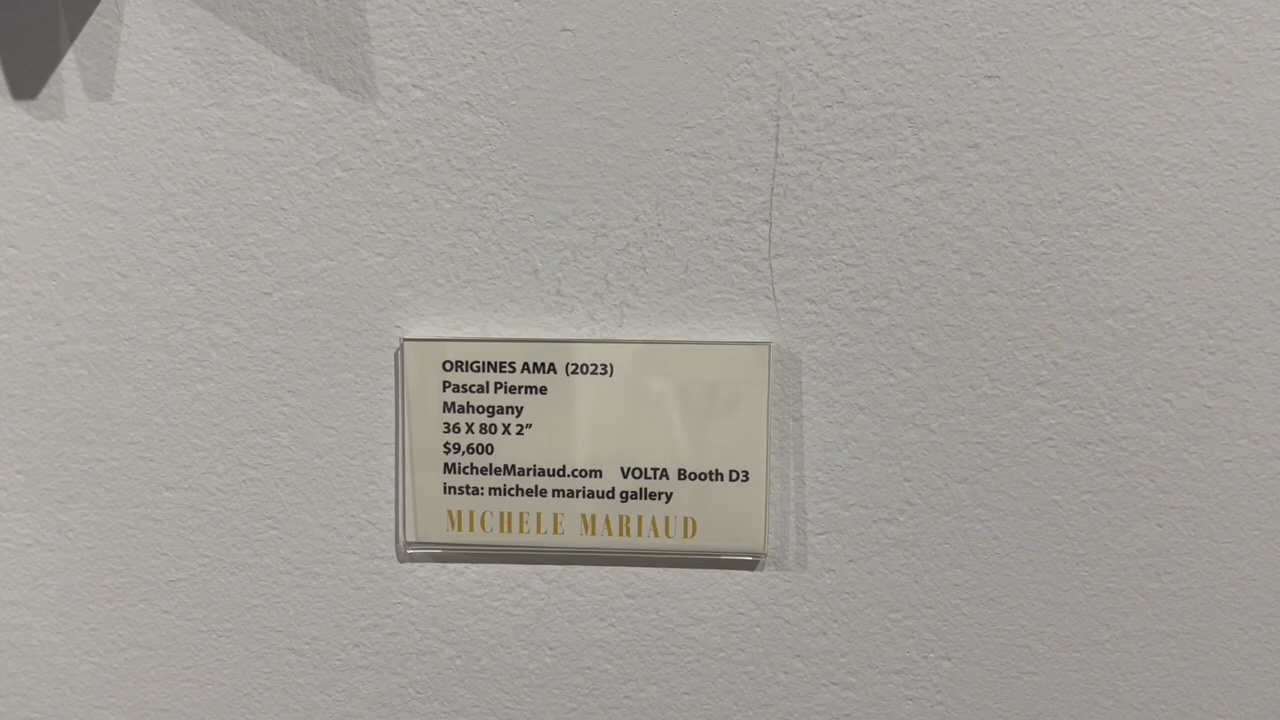 ORIGINES AMA (2023)
Pascal Pierme
Mahogany
36 X 80 X 2”
$9,600
MicheleMariaud.com VOLTA Booth D3
insta: michele mariaud gallery
MICHELE MARIAUD